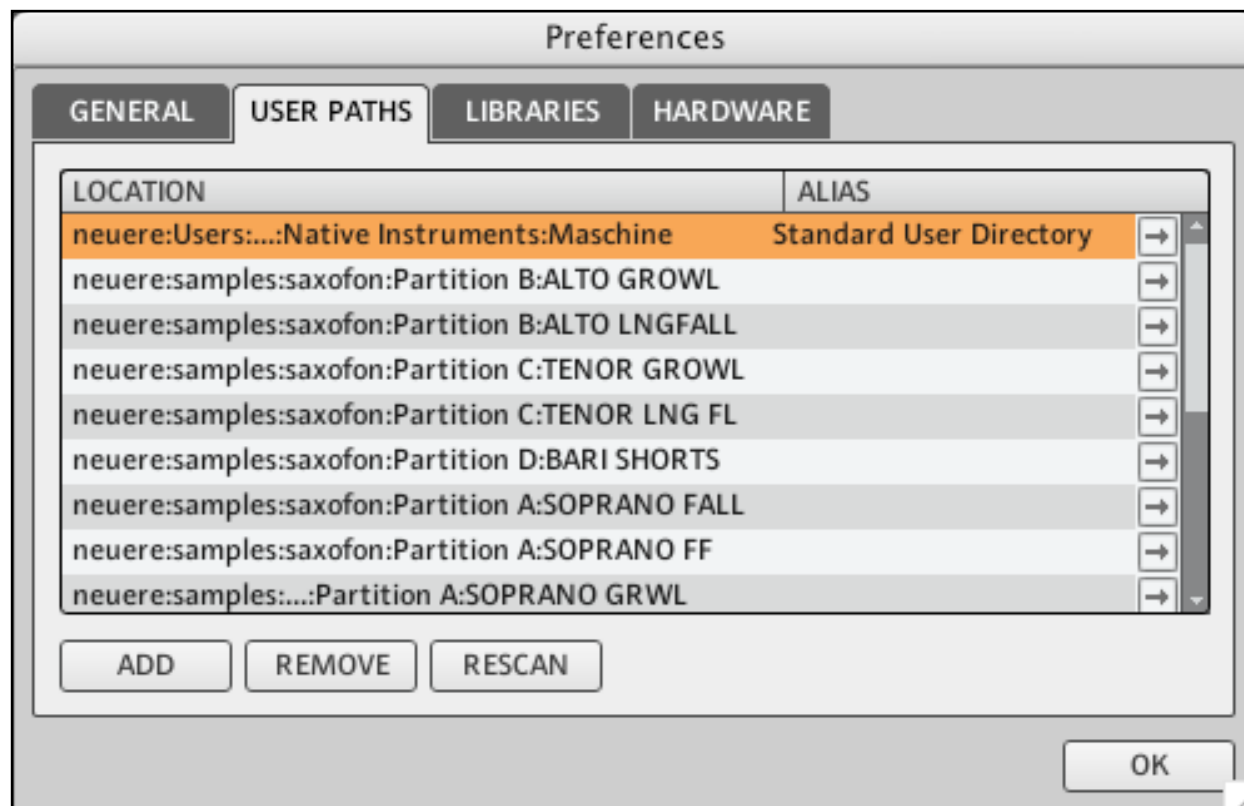 Preferences
GENERAL USER PATHS LIBRARIES HARDWARE
LOCATION ALIAS
neuere:Users:...:Native Instruments:Maschine Standard User Directory
neuere:samples:saxofon:Partition B:ALTO GROWL
neuere:samples:saxofon:Partition B:ALTO LNGFALL
neuere:samples:saxofon:Partition C:TENOR GROWL
neuere:samples:saxofon:Partition C:TENOR LNG FL
neuere:samples:saxofon:Partition D:BARI SHORTS
neuere:samples:saxofon:Partition A:SOPRANO FALL
neuere:samples:saxofon:Partition A:SOPRANO FF
neuere:samples:...:Partition A:SOPRANO GRWL
ADD REMOVE RESCAN
OK